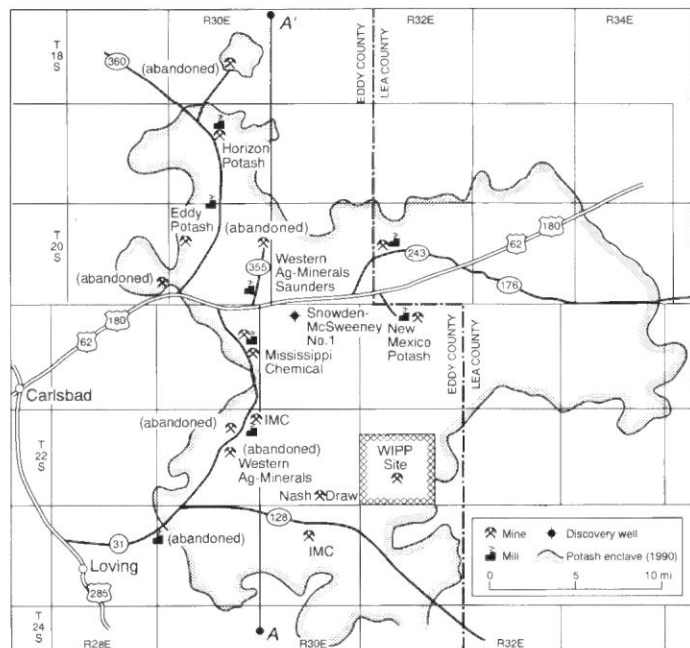 R30E
A'
R32E
R34E
T
18
S
360
(abandoned)
EDDY COUNTY
LEA COUNTY
Horizon
Potash
T
20
S
Eddy
Potash
(abandoned)
355
Western
Ag-Minerals
Saunders
243
62
180
176
(abandoned)
180
62
Snowden-
McSweeney
No.1
New
Mexico
Potash
EDDY COUNTY
LEA COUNTY
Mississippi
Chemical
Carlsbad
T
22
S
(abandoned)
IMC
(abandoned)
Western
Ag-Minerals
WIPP
Site
Nash Draw
128
31
(abandoned)
IMC
Loving
285
T
24
S
R28E
A
R30E
R32E
Mine
Discovery well
Mill
Potash enclave (1990)
0 5 10 mi